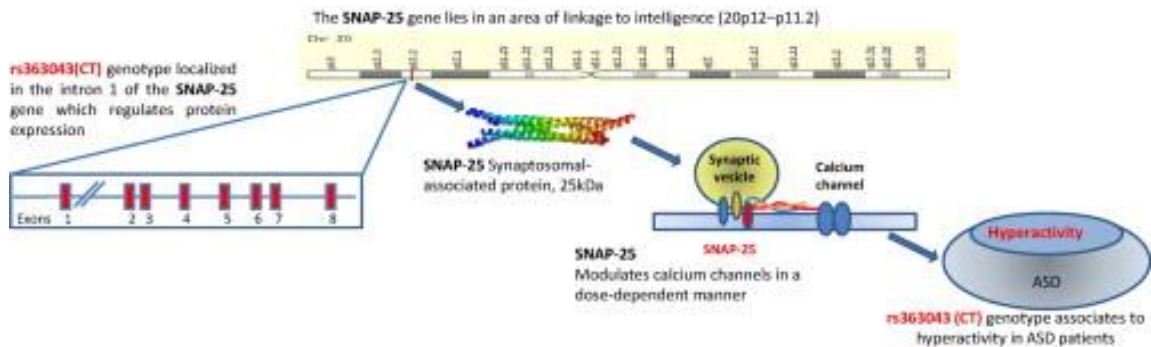 The SNAP-25 gene lies in an area of linkage to intelligence (20p12–p11.2)
rs363043(CT) genotype localized
in the intron 1 of the SNAP-25
gene which regulates protein
expression
SNAP-25 Synaptosomal-
associated protein, 25kDa
Exons 1 2 3 4 5 6 7 8
Synaptic
vesicle
Calcium
channel
SNAP-25
SNAP-25
Modulates calcium channels in a
dose-dependent manner
Hyperactivity
ASD
rs363043 (CT) genotype associates to
hyperactivity in ASD patients